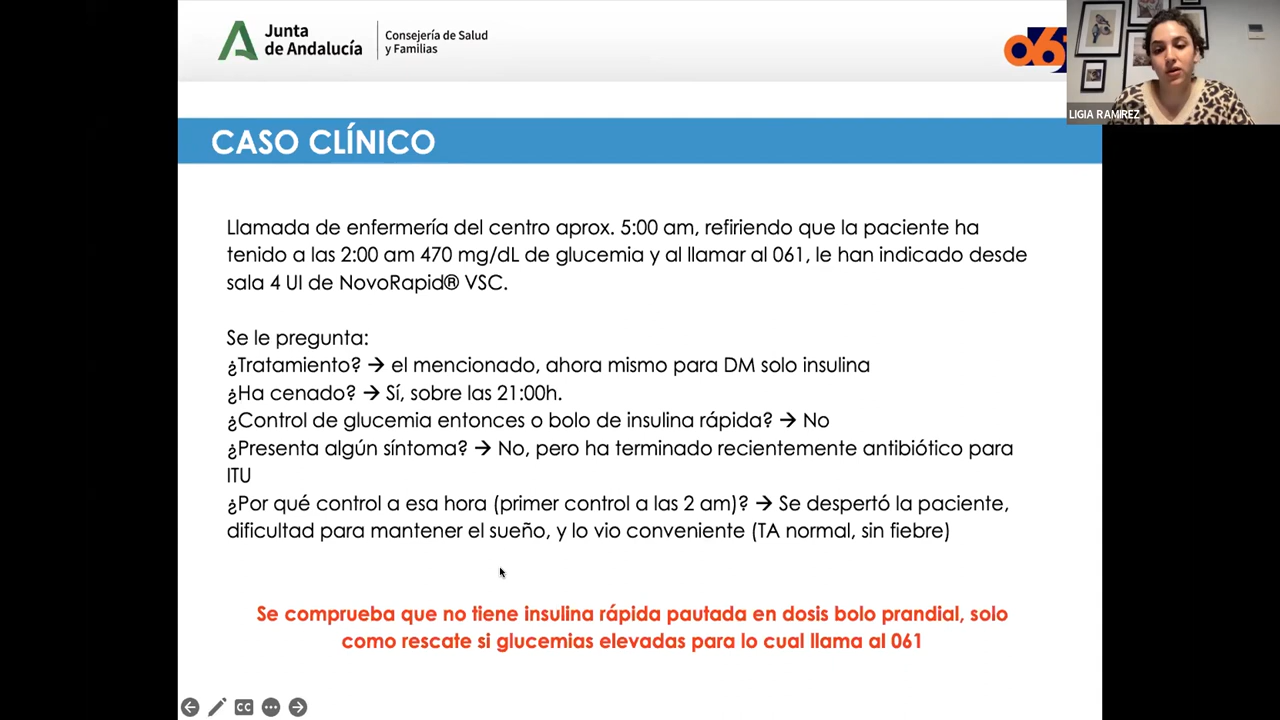 Junta
de Andalucía
Consejería de Salud
y Familias
061
LIGIA RAMIREZ
CASO CLÍNICO
Llamada de enfermería del centro aprox. 5:00 am, refiriendo que la paciente ha
tenido a las 2:00 am 470 mg/dL de glucemia y al llamar al 061, le han indicado desde
sala 4 UI de NovoRapid® VSC.
Se le pregunta:
¿Tratamiento? → el mencionado, ahora mismo para DM solo insulina
¿Ha cenado? → Sí, sobre las 21:00h.
¿Control de glucemia entonces o bolo de insulina rápida? → No
¿Presenta algún síntoma? → No, pero ha terminado recientemente antibiótico para
ITU
¿Por qué control a esa hora (primer control a las 2 am)? → Se despertó la paciente,
dificultad para mantener el sueño, y lo vio conveniente (TA normal, sin fiebre)
Se comprueba que no tiene insulina rápida pautada en dosis bolo prandial, solo
como rescate si glucemias elevadas para lo cual llama al 061
CC